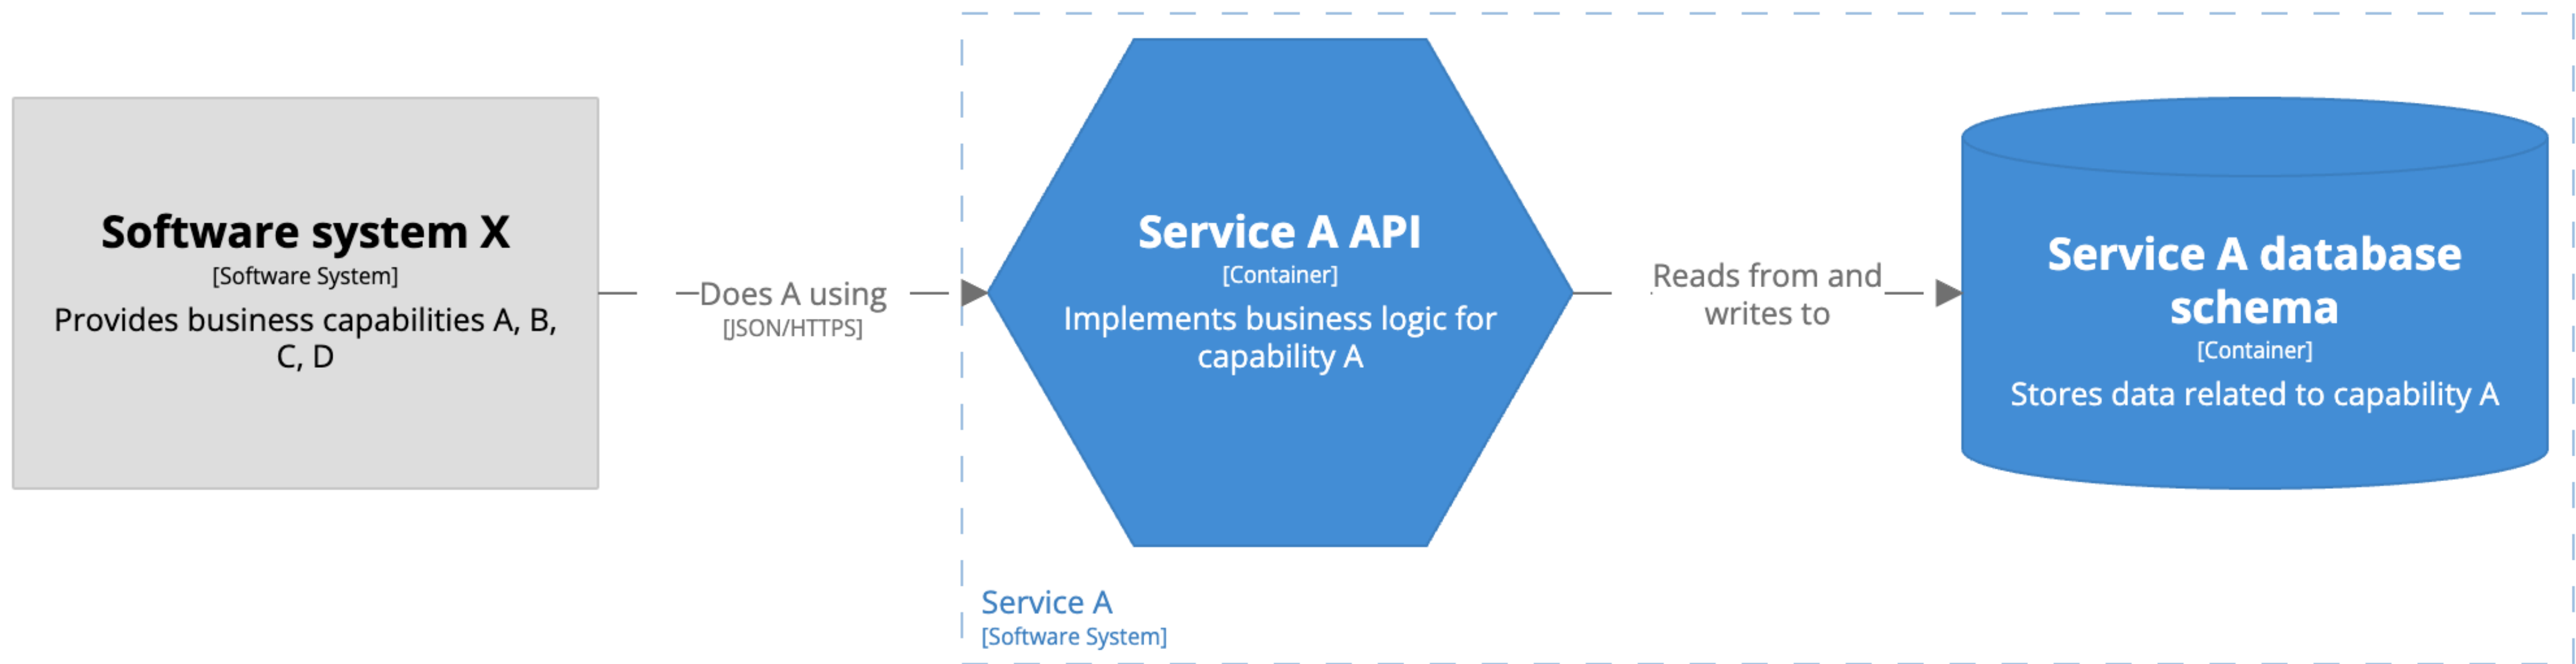 Software system X
[Software System]
Provides business capabilities A, B,
C, D
Does A using
[JSON/HTTPS]
Service A API
[Container]
Implements business logic for
capability A
Reads from and
writes to
Service A database
schema
[Container]
Stores data related to capability A
Service A
[Software System]